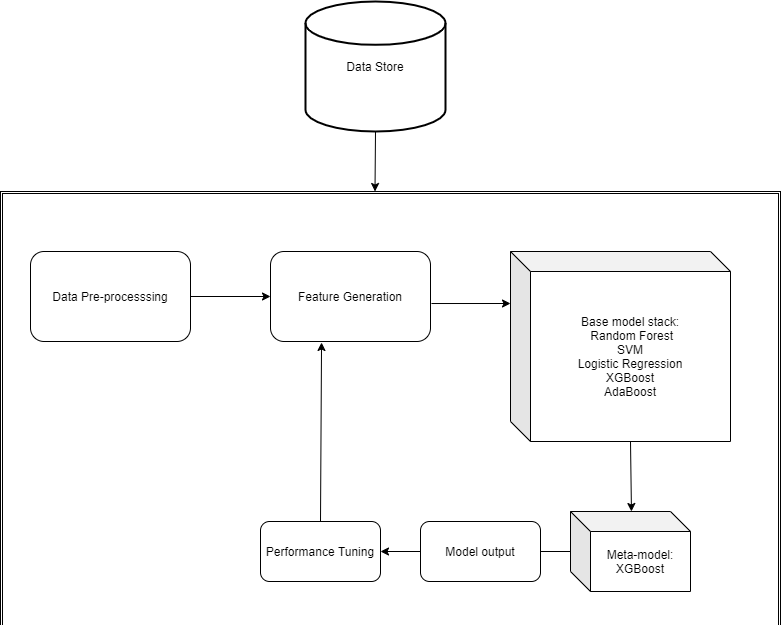 Data Store
Data Pre-processsing
Feature Generation
Base model stack:
Random Forest
SVM
Logistic Regression
XGBoost
AdaBoost
Performance Tuning
Model output
Meta-model:
XGBoost